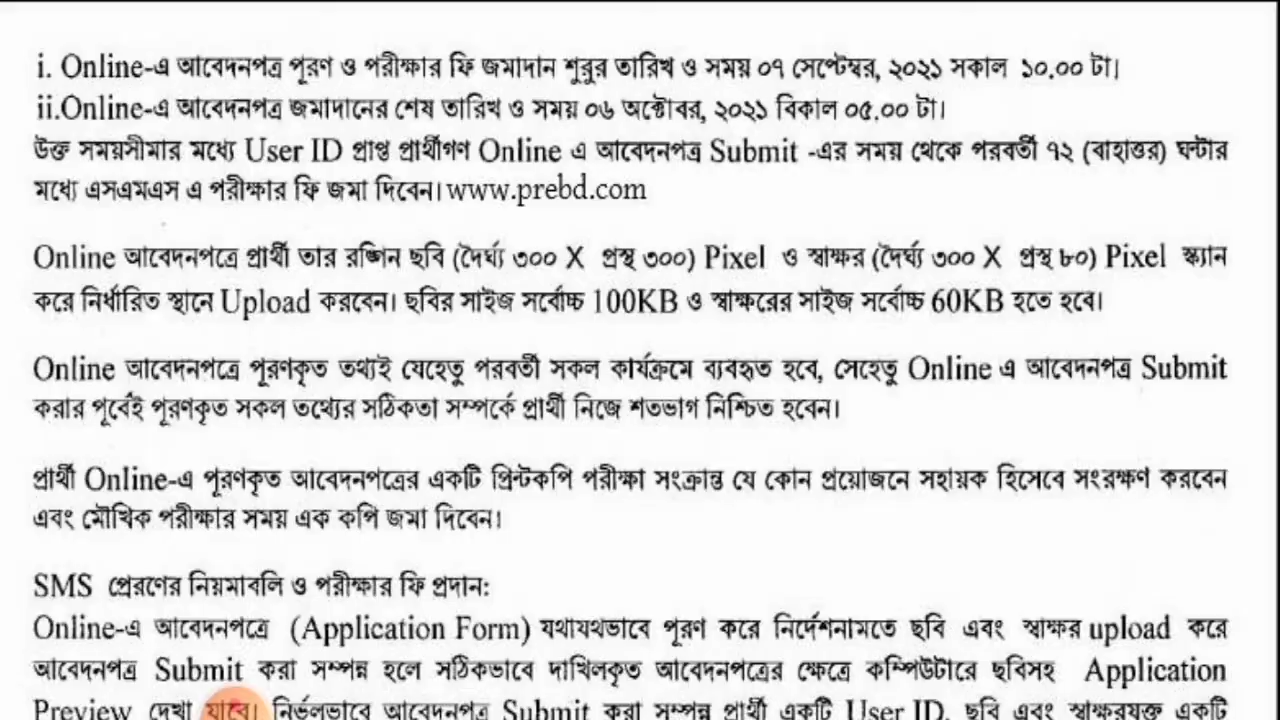 i. Online-এ আবেদনপত্র পূরণ ও পরীক্ষার ফি জমাদান শুরুর তারিখ ও সময় ০৭ সেপ্টেম্বর, ২০২১ সকাল ১০.০০ টা।
ii.Online-এ আবেদনপত্র জমাদানের শেষ তারিখ ও সময় ০৬ অক্টোবর, ২০২১ বিকাল ০৫.০০ টা।
উক্ত সময়সীমার মধ্যে User ID প্রাপ্ত প্রার্থীগণ Online এ আবেদনপত্র Submit -এর সময় থেকে পরবর্তী ৭২ (বাহাত্তর) ঘন্টার
মধ্যে এসএমএস এ পরীক্ষার ফি জমা দিবেন। www.prebd.com
Online আবেদনপত্রে প্রার্থী তার রঙ্গিন ছবি (দৈর্ঘ্য ৩০০ X প্রস্থ ৩০০) Pixel ও স্বাক্ষর (দৈর্ঘ্য ৩০০ X প্রস্থ ৮০) Pixel স্ক্যান
করে নির্ধারিত স্থানে Upload করবেন। ছবির সাইজ সর্বোচ্চ 100KB ও স্বাক্ষরের সাইজ সর্বোচ্চ 60KB হতে হবে।
Online আবেদনপত্রে পূরণকৃত তথ্যই যেহেতু পরবর্তী সকল কার্যক্রমে ব্যবহৃত হবে, সেহেতু Online এ আবেদনপত্র Submit
করার পূর্বেই পূরণকৃত সকল তথ্যের সঠিকতা সম্পর্কে প্রার্থী নিজে শতভাগ নিশ্চিত হবেন।
প্রার্থী Online-এ পূরণকৃত আবেদনপত্রের একটি প্রিন্টকপি পরীক্ষা সংক্রান্ত যে কোন প্রয়োজনে সহায়ক হিসেবে সংরক্ষণ করবেন
এবং মৌখিক পরীক্ষার সময় এক কপি জমা দিবেন।
SMS প্রেরণের নিয়মাবলি ও পরীক্ষার ফি প্রদান:
Online-এ আবেদনপত্রে (Application Form) যথাযথভাবে পূরণ করে নির্দেশনামতে ছবি এবং স্বাক্ষর upload করে
আবেদনপত্র Submit করা সম্পন্ন হলে সঠিকভাবে দাখিলকৃত আবেদনপত্রের ক্ষেত্রে কম্পিউটারে ছবিসহ Application
Preview দেখা যাবে। নির্ভুলভাবে আবেদনপত্র Submit করা সম্পন্ন প্রার্থী একটি User ID, ছবি এবং স্বাক্ষরযুক্ত একটি